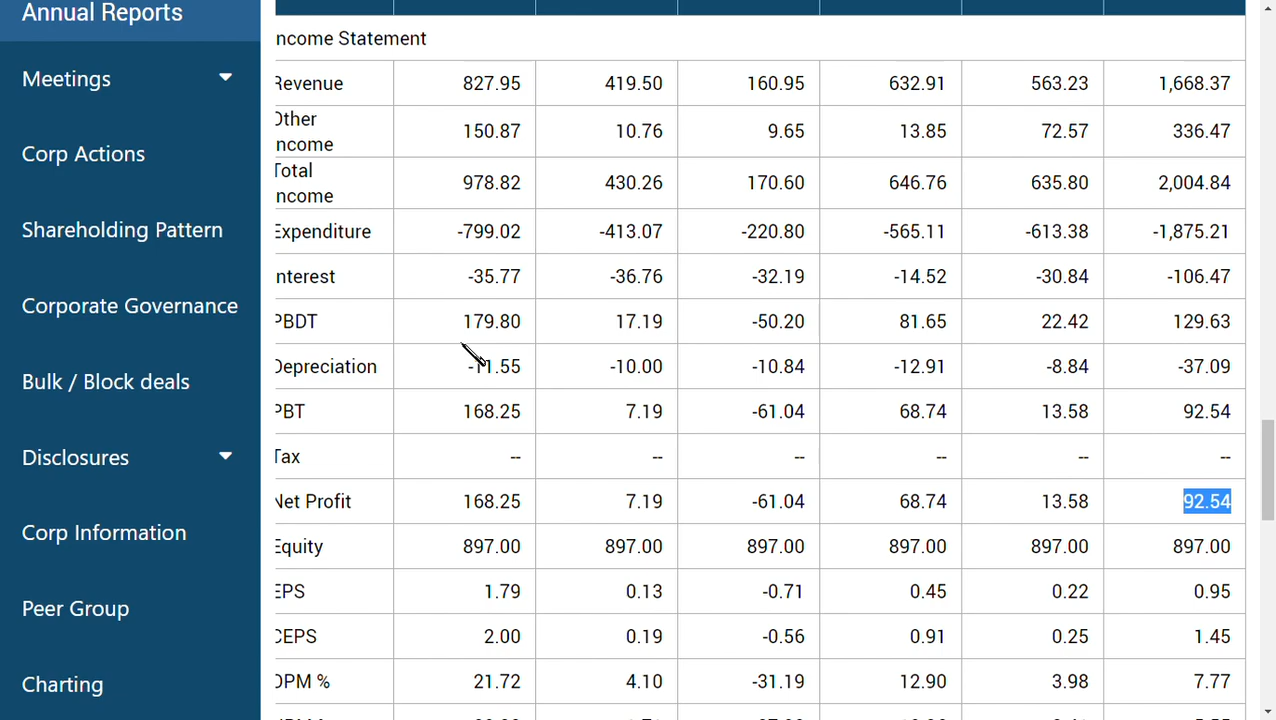 Annual Reports
Meetings
Corp Actions
Shareholding Pattern
Corporate Governance
Bulk / Block deals
Disclosures
Corp Information
Peer Group
Charting
ncome Statement
Revenue 827.95 419.50 160.95 632.91 563.23 1,668.37
Other
ncome 150.87 10.76 9.65 13.85 72.57 336.47
Total
ncome 978.82 430.26 170.60 646.76 635.80 2,004.84
Expenditure -799.02 -413.07 -220.80 -565.11 -613.38 -1,875.21
nterest -35.77 -36.76 -32.19 -14.52 -30.84 -106.47
PBDT 179.80 17.19 -50.20 81.65 22.42 129.63
Depreciation -11.55 -10.00 -10.84 -12.91 -8.84 -37.09
PBT 168.25 7.19 -61.04 68.74 13.58 92.54
Tax -- -- -- -- -- --
Net Profit 168.25 7.19 -61.04 68.74 13.58 92.54
Equity 897.00 897.00 897.00 897.00 897.00 897.00
EPS 1.79 0.13 -0.71 0.45 0.22 0.95
CEPS 2.00 0.19 -0.56 0.91 0.25 1.45
OPM % 21.72 4.10 -31.19 12.90 3.98 7.77